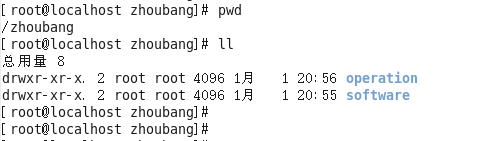 [root@localhost zhoubang]# pwd
/zhoubang
[root@localhost zhoubang]# ll
总用量 8
drwxr-xr-x. 2 root root 4096 1月   1 20:56 operation
drwxr-xr-x. 2 root root 4096 1月   1 20:55 software
[root@localhost zhoubang]#
[root@localhost zhoubang]#